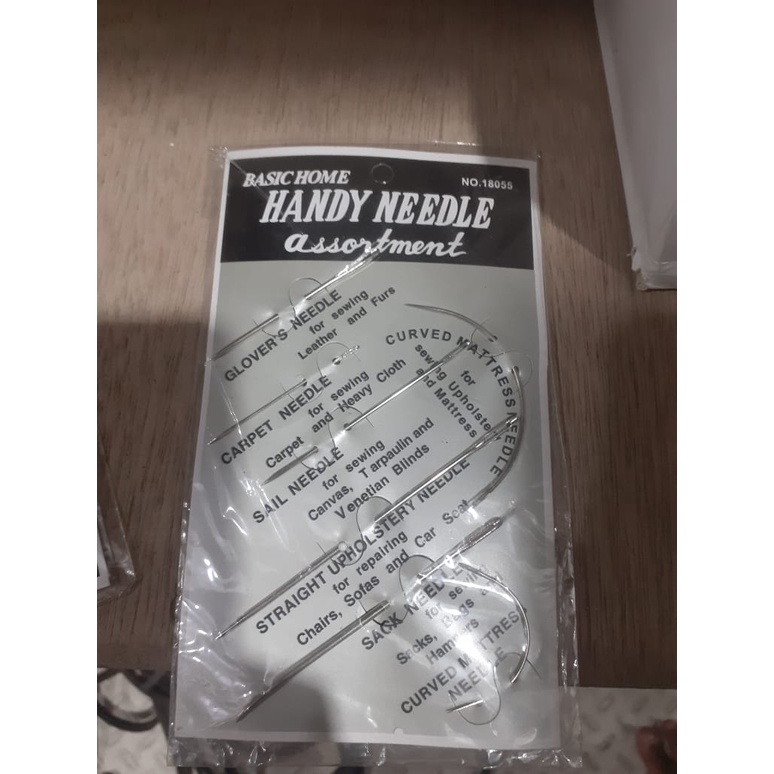 BASIC HOME
NO.18055
HANDY NEEDLE
assortment
GLOVER'S NEEDLE
for sewing
Leather and Furs
CURVED MATTRESS NEEDLE
for
sewing Upholstery
and Mattress
CARPET NEEDLE
for sewing
Carpet and Heavy Cloth
SAIL NEEDLE
for sewing
Canvas, Tarpaulin and
Venetian Blinds
STRAIGHT UPHOLSTERY NEEDLE
for repairing
Chairs, Sofas and Car Seat
SACK NEEDLE
for sewing
Sacks, Bags
CURVED MATTRESS
NEEDLE